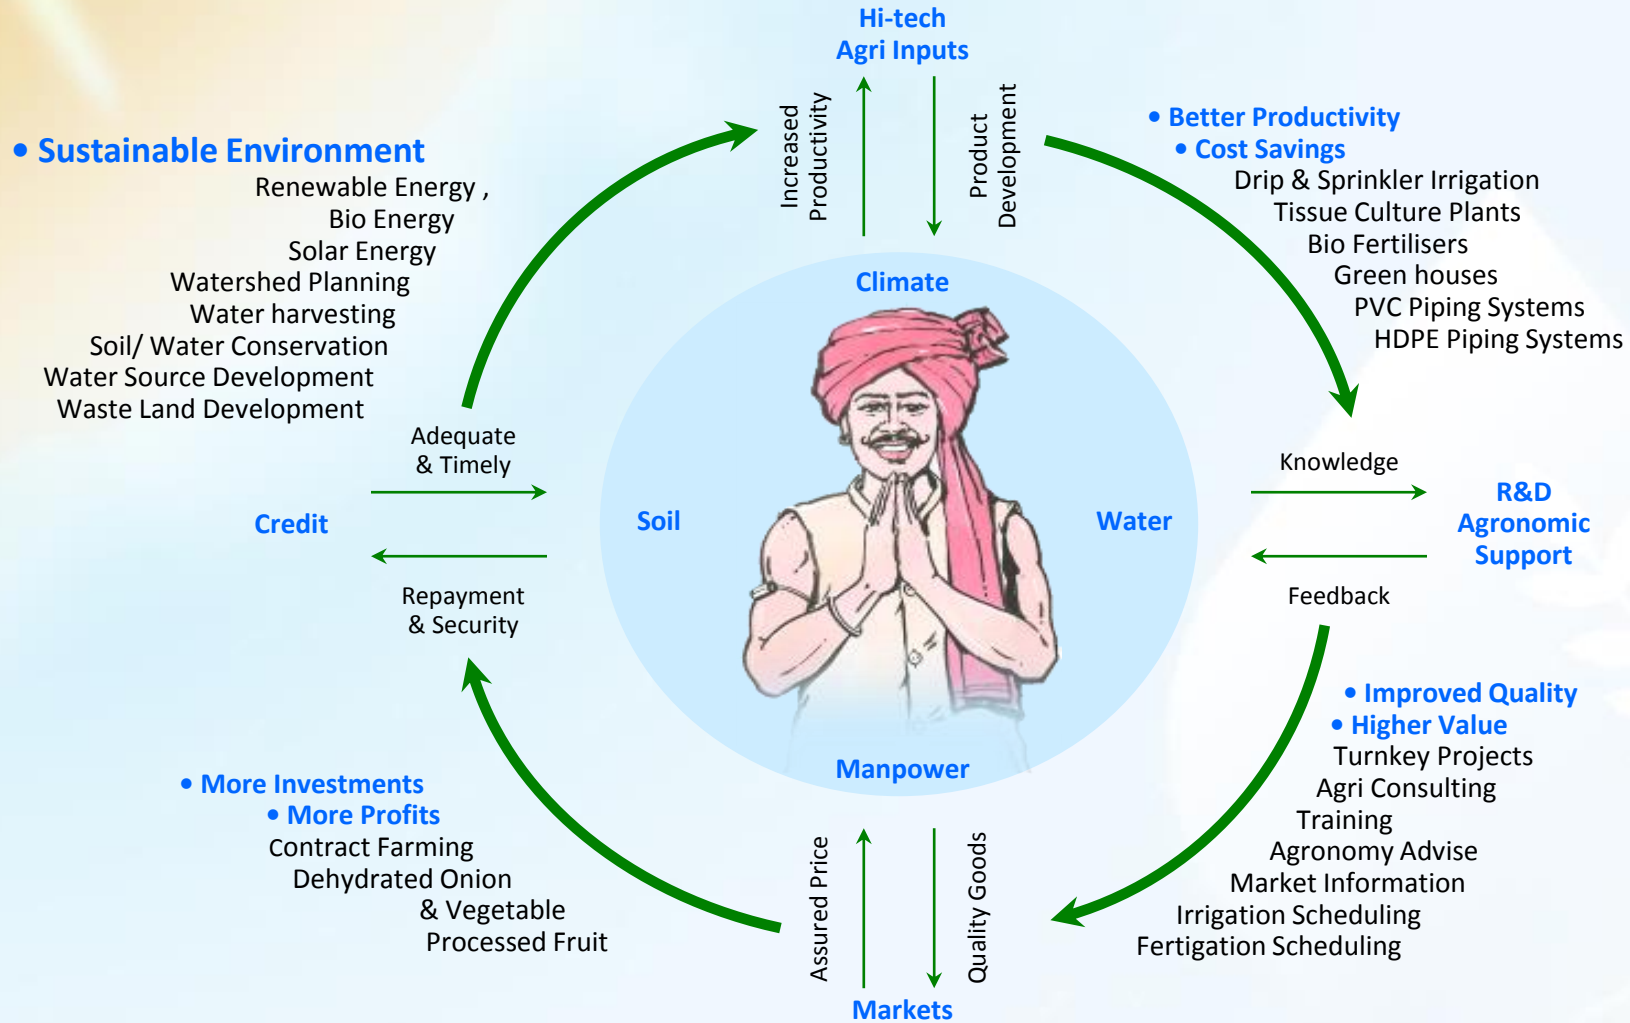 Hi-tech
Agri Inputs
Increased
Productivity
Product
Development
• Sustainable Environment
Renewable Energy ,
Bio Energy
Solar Energy
Watershed Planning
Water harvesting
Soil/ Water Conservation
Water Source Development
Waste Land Development
• Better Productivity
• Cost Savings
Drip & Sprinkler Irrigation
Tissue Culture Plants
Bio Fertilisers
Green houses
PVC Piping Systems
HDPE Piping Systems
Climate
Adequate
& Timely
Credit
Repayment
& Security
Soil
Water
Knowledge
Feedback
R&D
Agronomic
Support
Manpower
• Improved Quality
• Higher Value
Turnkey Projects
Agri Consulting
Training
Agronomy Advise
Market Information
Irrigation Scheduling
Fertigation Scheduling
• More Investments
• More Profits
Contract Farming
Dehydrated Onion
& Vegetable
Processed Fruit
Assured Price
Quality Goods
Markets